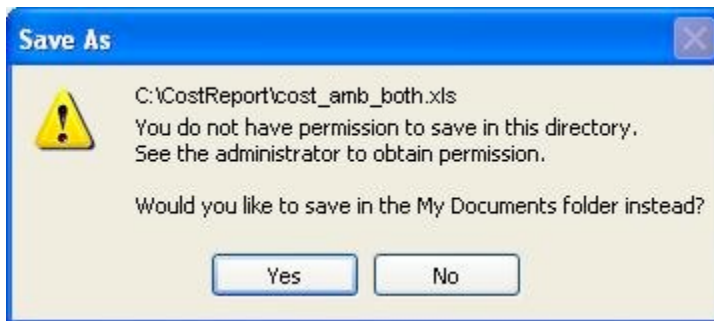 Save As
C:\CostReport\cost_amb_both.xls
You do not have permission to save in this directory.
See the administrator to obtain permission.
Would you like to save in the My Documents folder instead?
Yes No